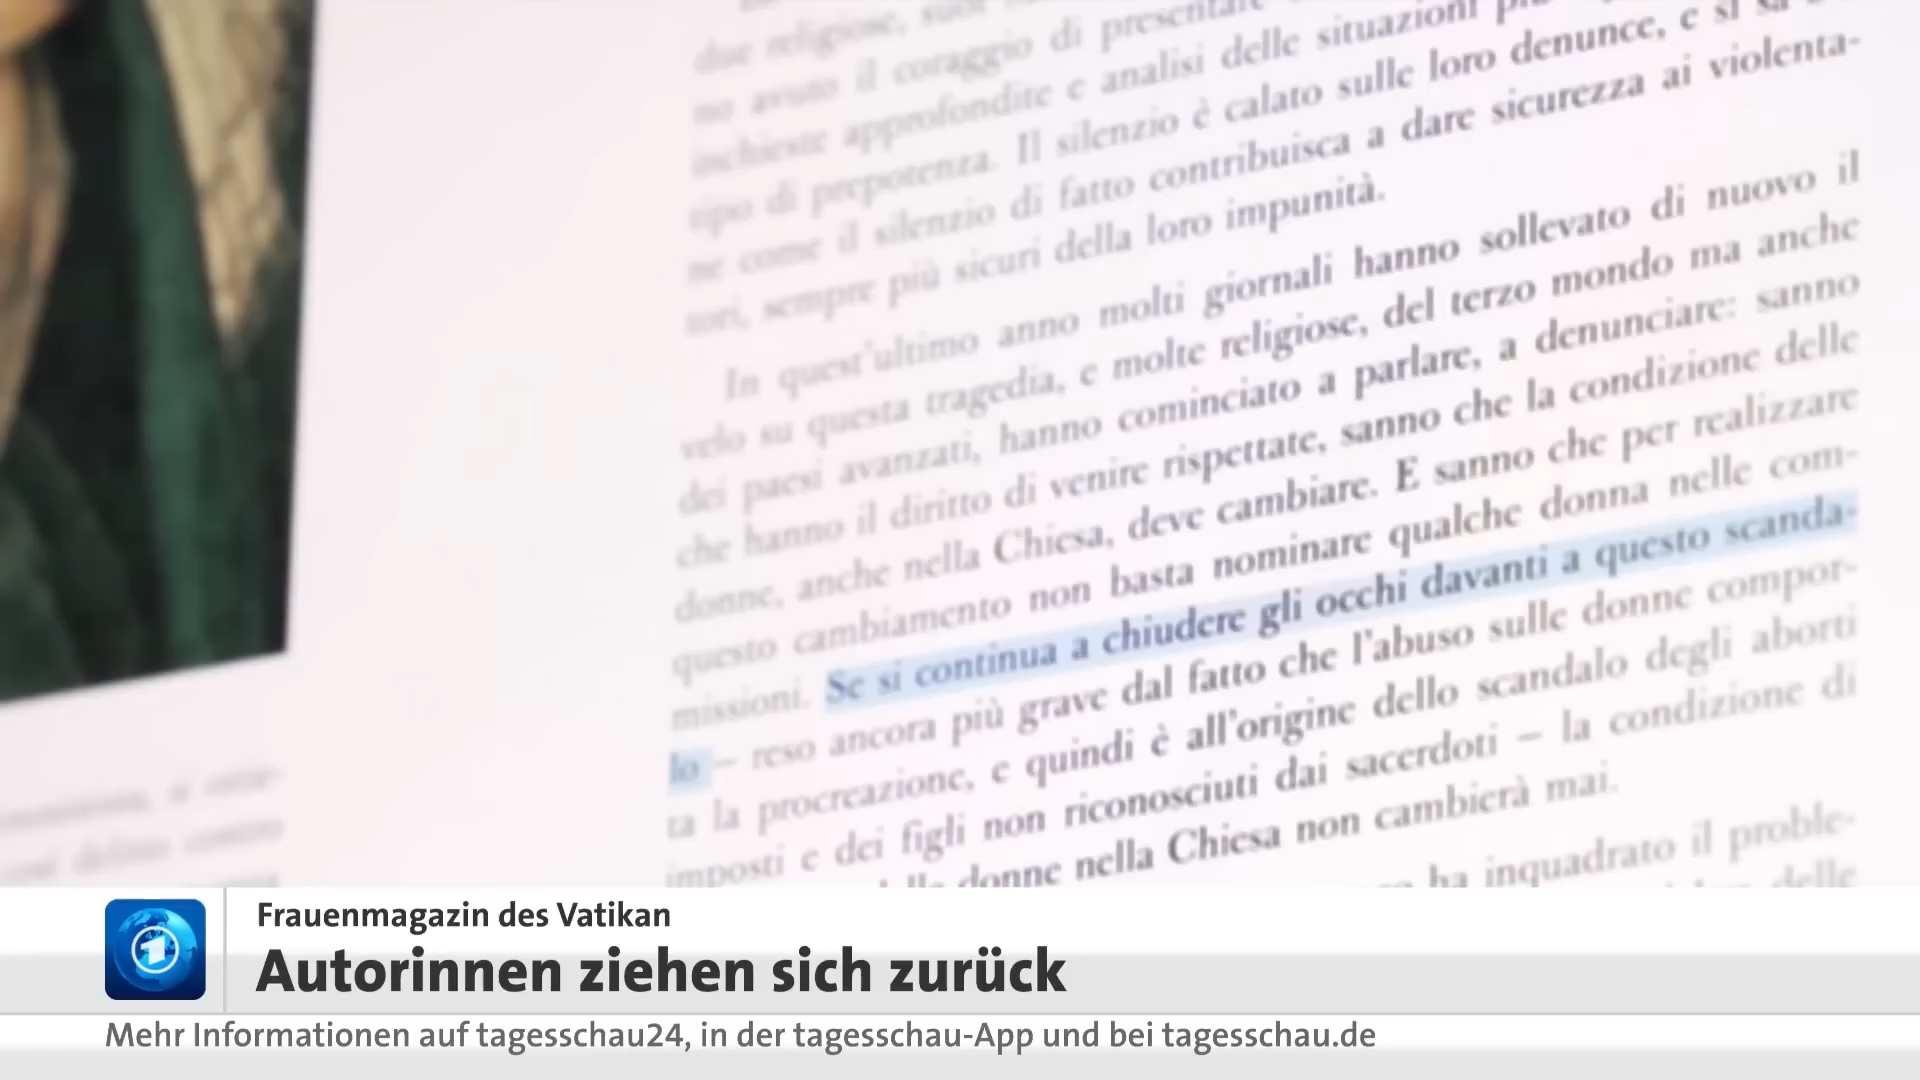 due religiose,
no avuto il coraggio di presentare
inchieste approfondite e analisi delle situazioni
tipo di prepotenza. Il silenzio è calato sulle loro denunce, e si sa
ne come il silenzio di fatto contribuisca a dare sicurezza ai violenta-
tori, sempre più sicuri della loro impunità.
In quest'ultimo anno molti giornali hanno sollevato di nuovo il
velo su questa tragedia, e molte religiose, del terzo mondo ma anche
dei paesi avanzati, hanno cominciato a parlare, a denunciare: sanno
che hanno il diritto di venire rispettate, sanno che la condizione delle
donne, anche nella Chiesa, deve cambiare. E sanno che per realizzare
questo cambiamento non basta nominare qualche donna nelle com-
missioni. Se si continua a chiudere gli occhi davanti a questo scanda-
lo – reso ancora più grave dal fatto che l'abuso sulle donne compor-
ta la procreazione, e quindi è all'origine dello scandalo degli aborti
imposti e dei figli non riconosciuti dai sacerdoti – la condizione di
donne nella Chiesa non cambierà mai.
ha inquadrato il proble-
delle
Frauenmagazin des Vatikan
Autorinnen ziehen sich zurück
Mehr Informationen auf tagesschau24, in der tagesschau-App und bei tagesschau.de